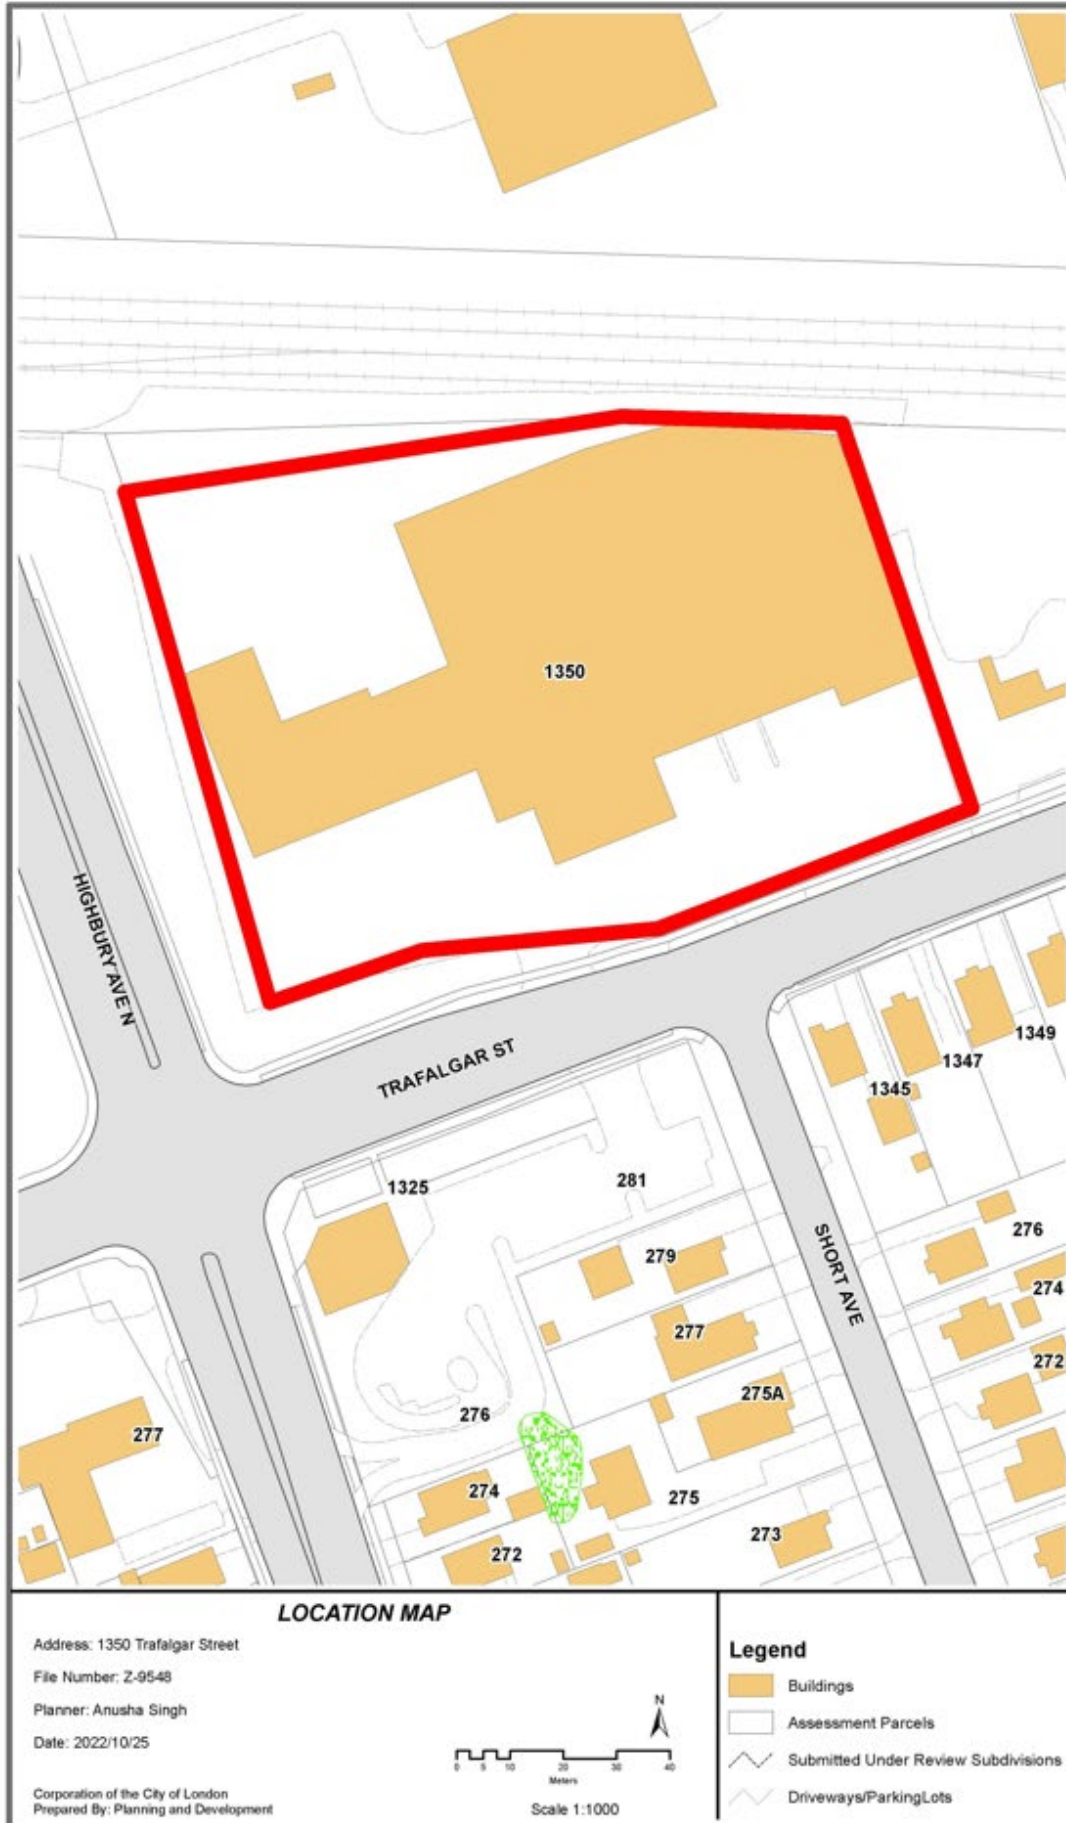 1350
HIGHBURY AVE N
TRAFALGAR ST
1349
1347
1345
1325
281
SHORT AVE
276
279
274
277
272
275A
276
277
274
275
273
272
LOCATION MAP
Address: 1350 Trafalgar Street
File Number: Z-9548
Planner: Anusha Singh
Date: 2022/10/25
Corporation of the City of London
Prepared By: Planning and Development
N
0 5 10 20 30 40
Meters
Scale 1:1000
Legend
Buildings
Assessment Parcels
Submitted Under Review Subdivisions
Driveways/ParkingLots